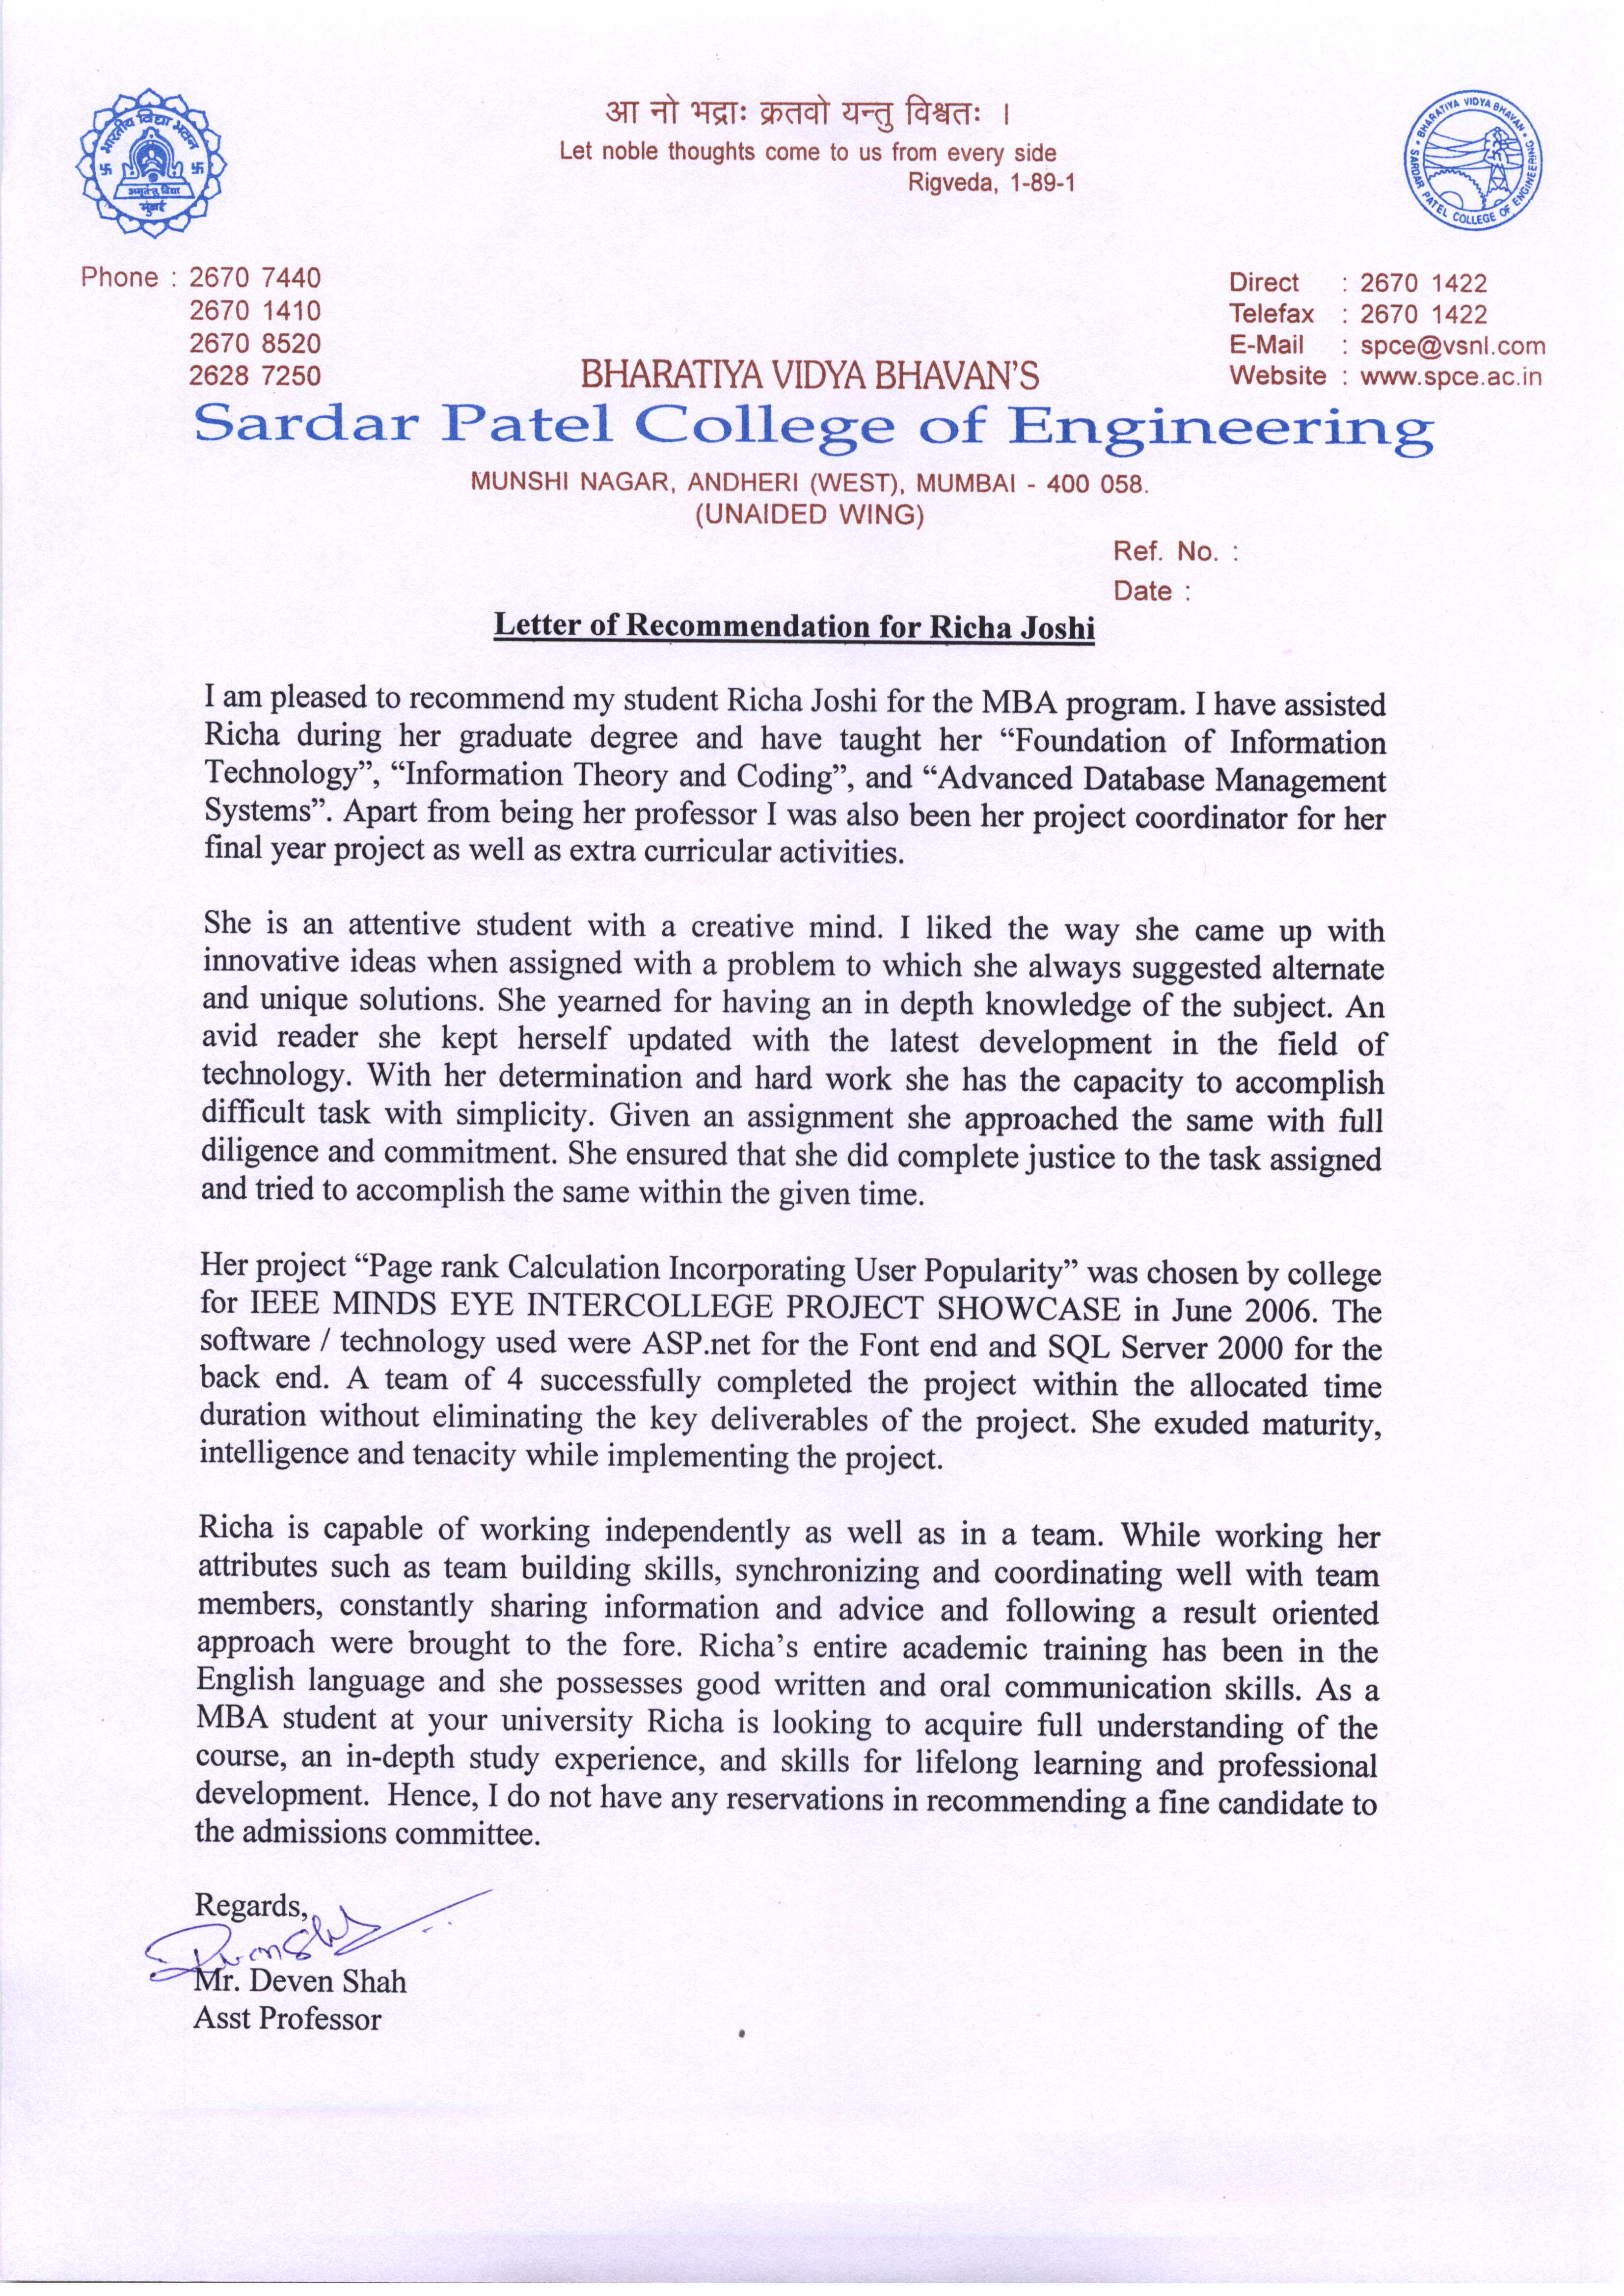 भारतीय विद्या भवन
अमृतं तु विद्या
मुंबई
आ नो भद्राः क्रतवो यन्तु विश्वतः ।
Let noble thoughts come to us from every side
Rigveda, 1-89-1
BHARATIYA VIDYA BHAVAN'S
SARDAR PATEL COLLEGE OF ENGINEERING
Phone : 2670 7440
2670 1410
2670 8520
2628 7250
Direct : 2670 1422
Telefax : 2670 1422
E-Mail : spce@vsnl.com
Website : www.spce.ac.in
BHARATIYA VIDYA BHAVAN'S
Sardar Patel College of Engineering
MUNSHI NAGAR, ANDHERI (WEST), MUMBAI - 400 058.
(UNAIDED WING)
Ref. No. :
Date :
Letter of Recommendation for Richa Joshi
I am pleased to recommend my student Richa Joshi for the MBA program. I have assisted
Richa during her graduate degree and have taught her “Foundation of Information
Technology”, “Information Theory and Coding”, and “Advanced Database Management
Systems”. Apart from being her professor I was also been her project coordinator for her
final year project as well as extra curricular activities.
She is an attentive student with a creative mind. I liked the way she came up with
innovative ideas when assigned with a problem to which she always suggested alternate
and unique solutions. She yearned for having an in depth knowledge of the subject. An
avid reader she kept herself updated with the latest development in the field of
technology. With her determination and hard work she has the capacity to accomplish
difficult task with simplicity. Given an assignment she approached the same with full
diligence and commitment. She ensured that she did complete justice to the task assigned
and tried to accomplish the same within the given time.
Her project “Page rank Calculation Incorporating User Popularity” was chosen by college
for IEEE MINDS EYE INTERCOLLEGE PROJECT SHOWCASE in June 2006. The
software / technology used were ASP.net for the Font end and SQL Server 2000 for the
back end. A team of 4 successfully completed the project within the allocated time
duration without eliminating the key deliverables of the project. She exuded maturity,
intelligence and tenacity while implementing the project.
Richa is capable of working independently as well as in a team. While working her
attributes such as team building skills, synchronizing and coordinating well with team
members, constantly sharing information and advice and following a result oriented
approach were brought to the fore. Richa’s entire academic training has been in the
English language and she possesses good written and oral communication skills. As a
MBA student at your university Richa is looking to acquire full understanding of the
course, an in-depth study experience, and skills for lifelong learning and professional
development. Hence, I do not have any reservations in recommending a fine candidate to
the admissions committee.
Regards,
Mr. Deven Shah
Asst Professor